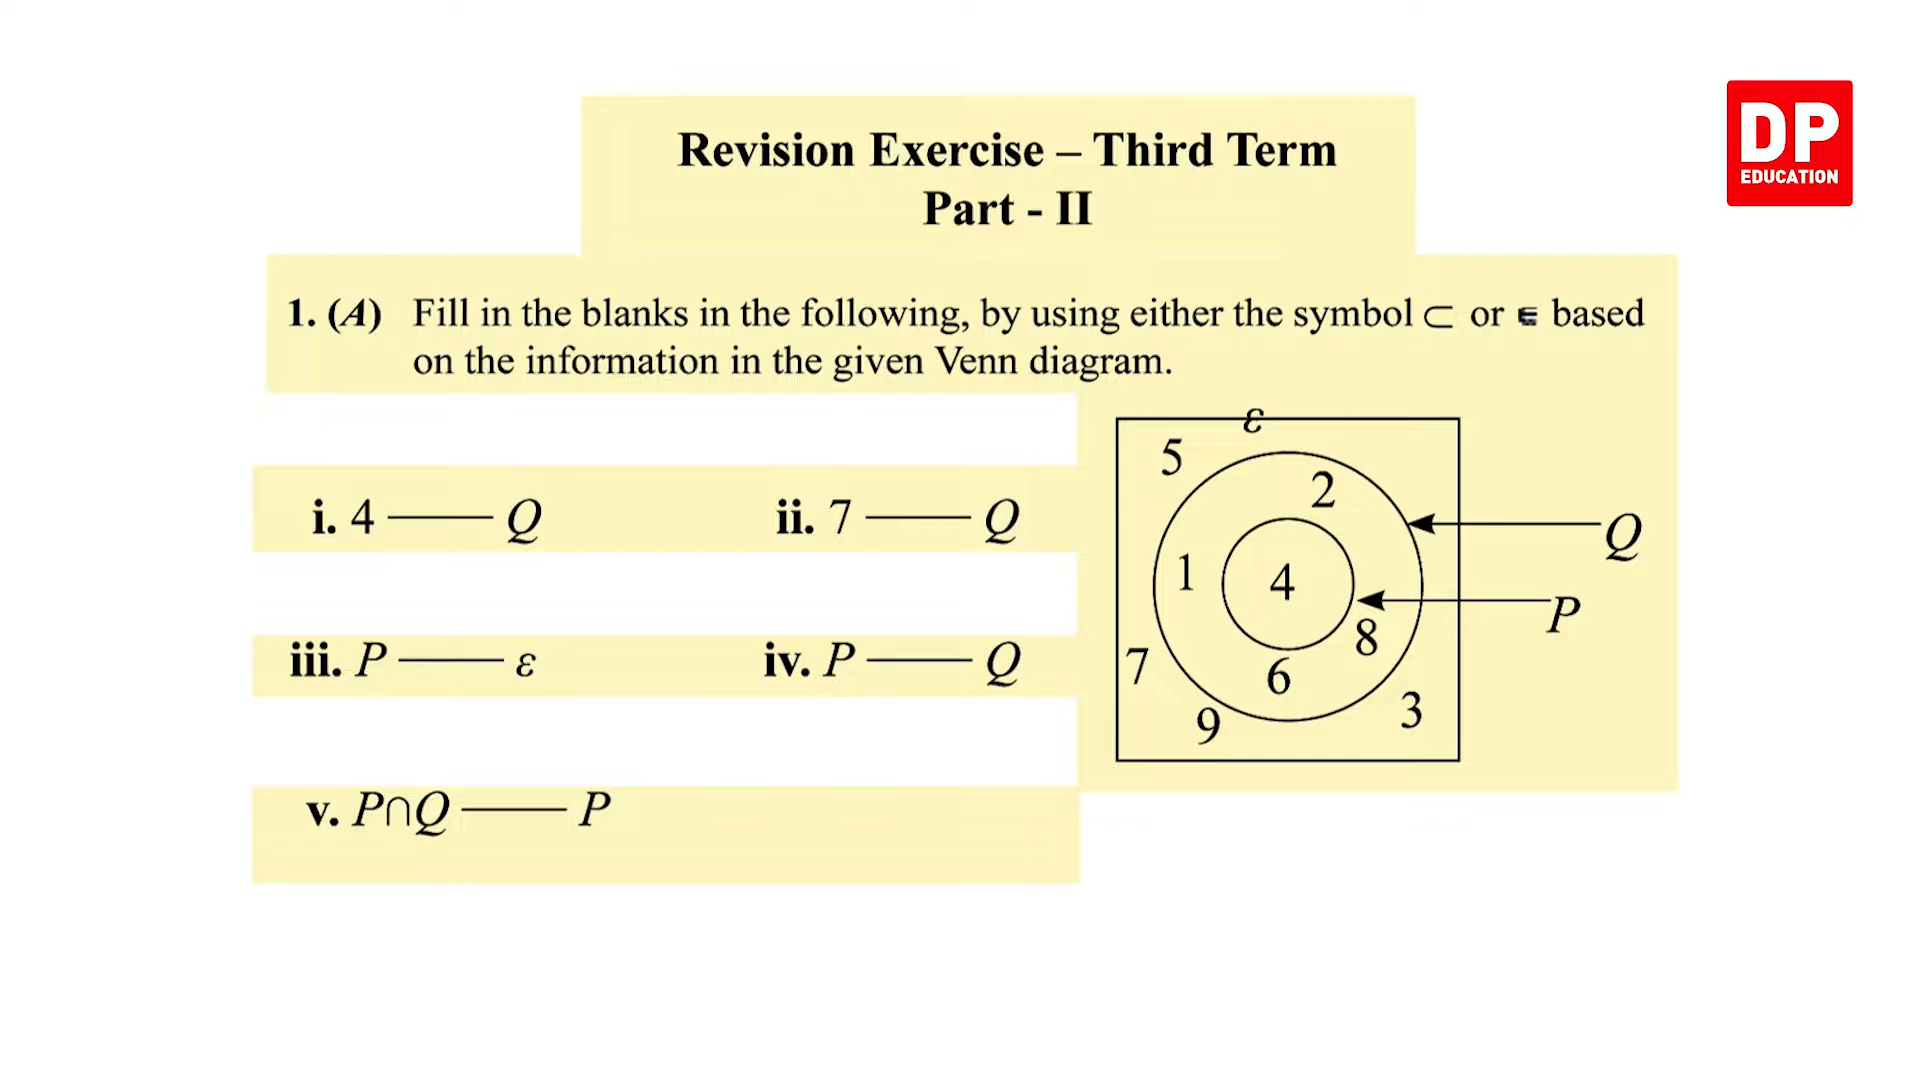 DP
EDUCATION
Revision Exercise – Third Term
Part - II
1. (A) Fill in the blanks in the following, by using either the symbol ⊂ or ∈ based
on the information in the given Venn diagram.
i. 4 —— Q
ii. 7 —— Q
iii. P —— ε
iv. P —— Q
v. P∩Q —— P
ε
5
2
Q
1
4
P
8
7
6
3
9